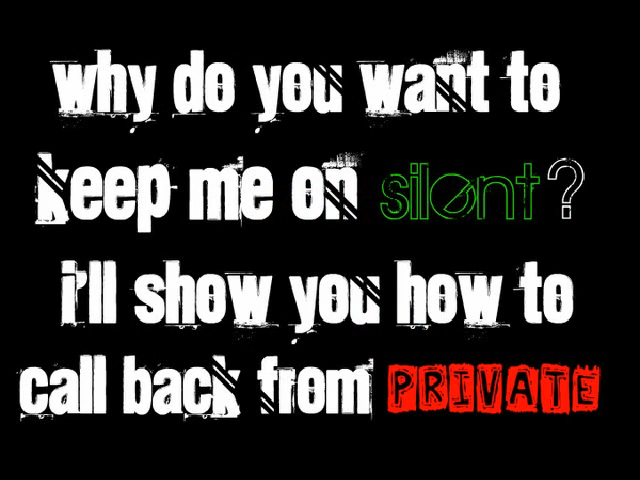 why do you want to
keep me on silent?
i'll show you how to
call back from PRIVATE